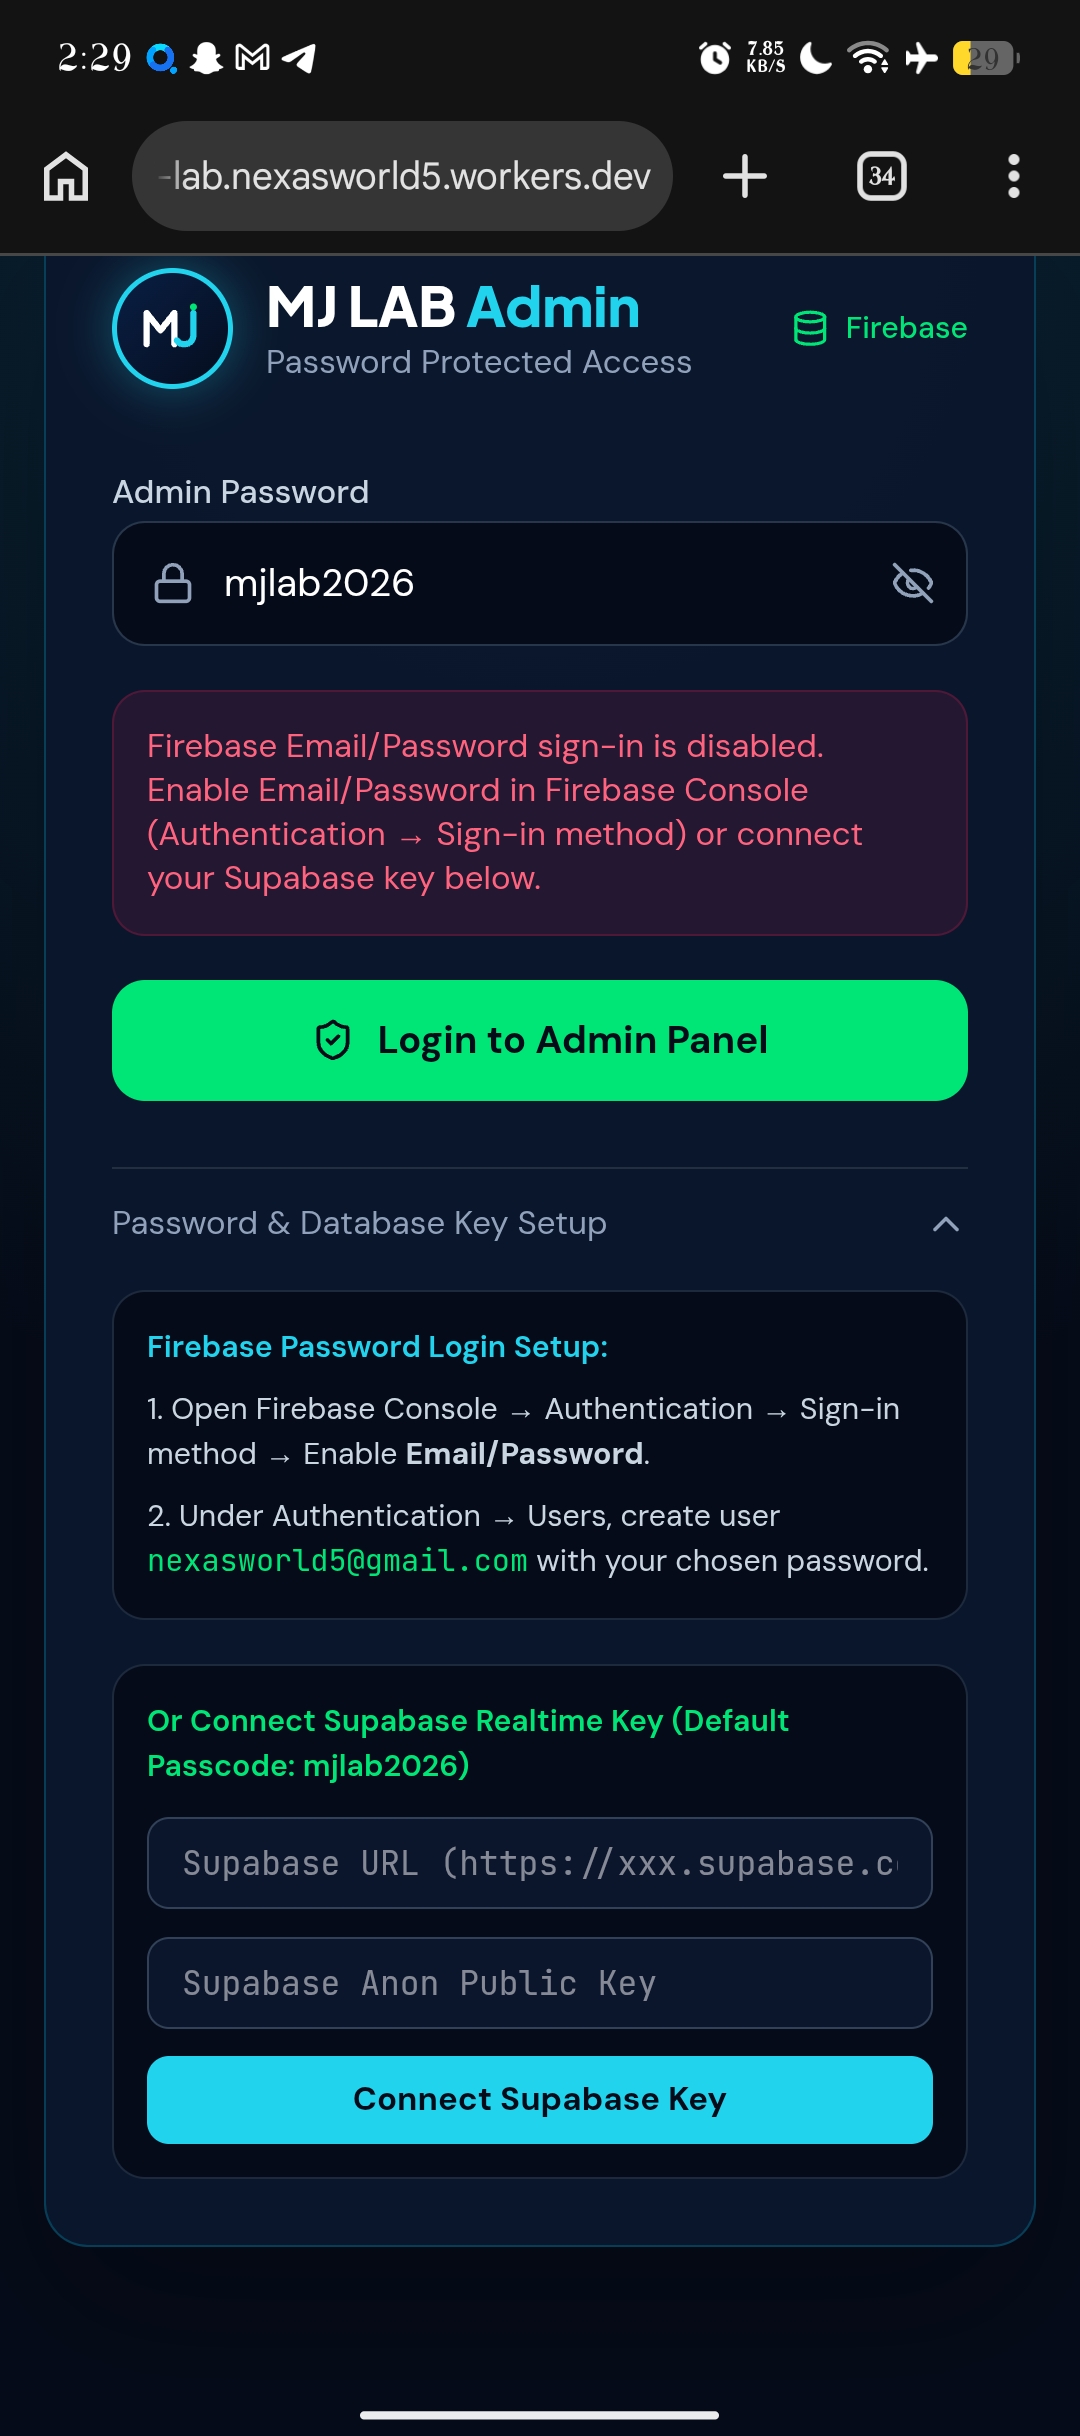 2:29
7.85
KB/S
29
-lab.nexasworld5.workers.dev
34
MJ
MJ LAB Admin
Password Protected Access
Firebase
Admin Password
mjlab2026
Firebase Email/Password sign-in is disabled.
Enable Email/Password in Firebase Console
(Authentication → Sign-in method) or connect
your Supabase key below.
Login to Admin Panel
Password & Database Key Setup
Firebase Password Login Setup:
1. Open Firebase Console → Authentication → Sign-in
method → Enable Email/Password.
2. Under Authentication → Users, create user
nexasworld5@gmail.com with your chosen password.
Or Connect Supabase Realtime Key (Default
Passcode: mjlab2026)
Supabase URL (https://xxx.supabase.c
Supabase Anon Public Key
Connect Supabase Key